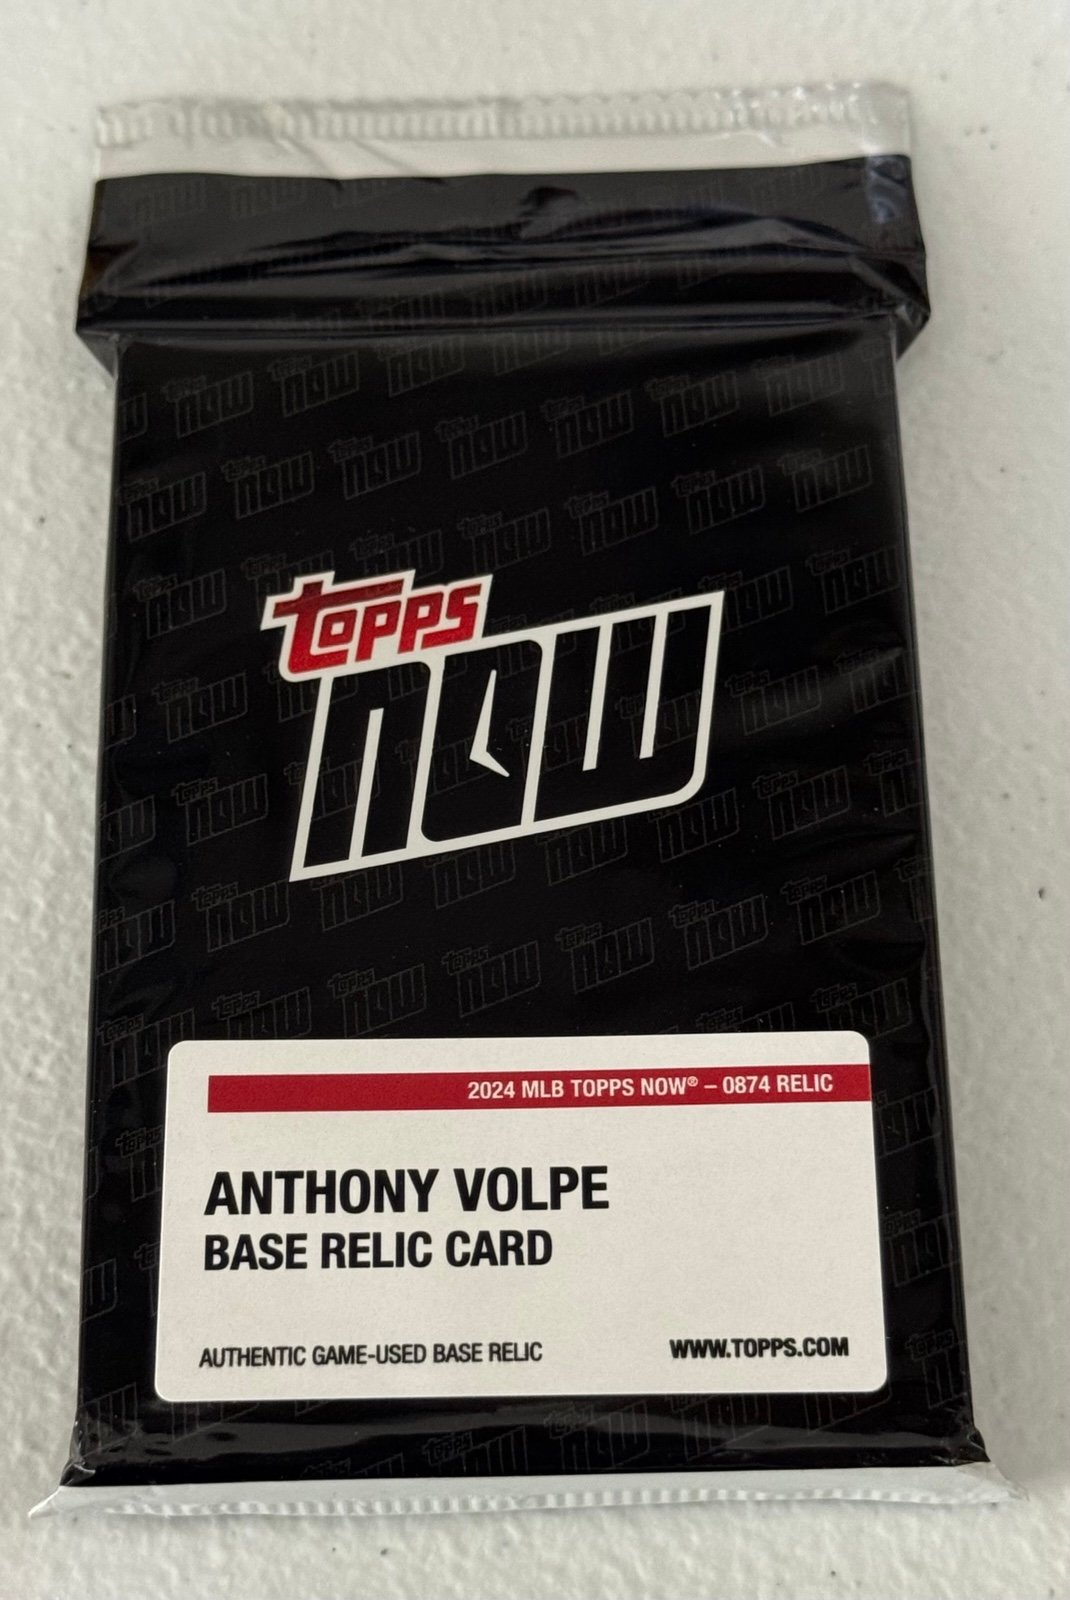 topps
now
2024 MLB TOPPS NOW® – 0874 RELIC
ANTHONY VOLPE
BASE RELIC CARD
AUTHENTIC GAME-USED BASE RELIC
WWW.TOPPS.COM